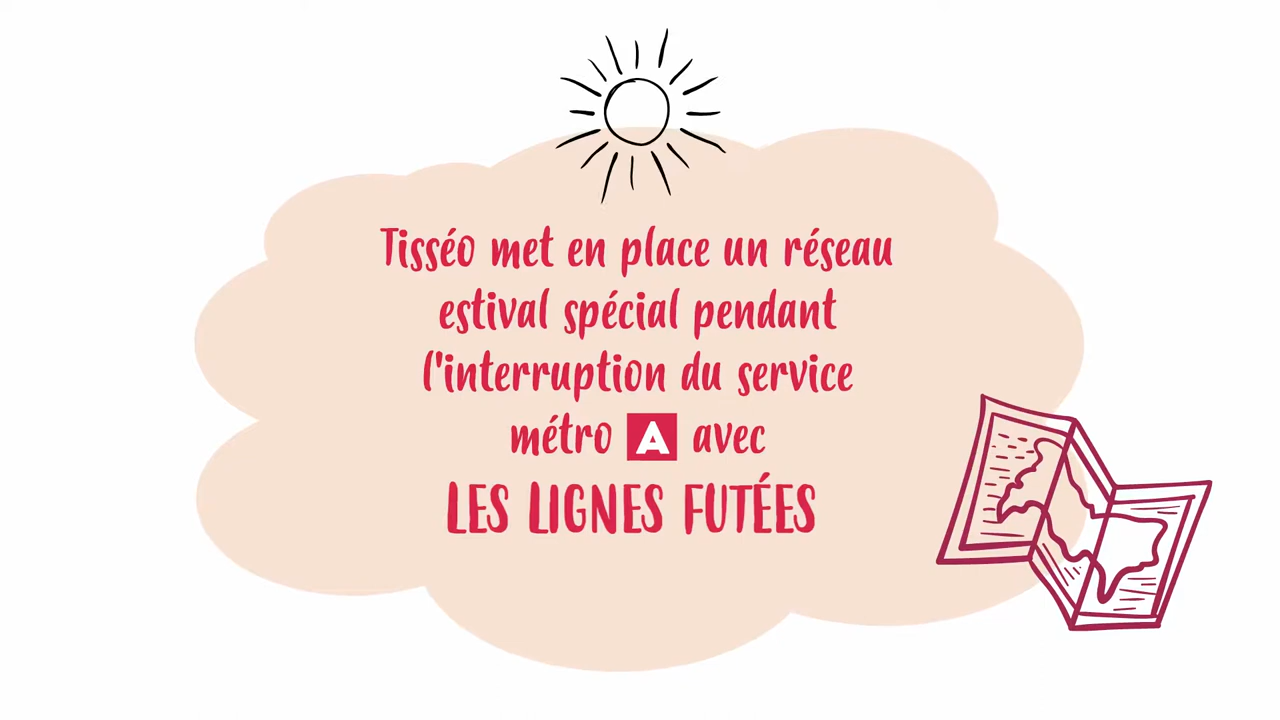 Tisséo met en place un réseau
estival spécial pendant
l'interruption du service
métro A avec
LES LIGNES FUTÉES